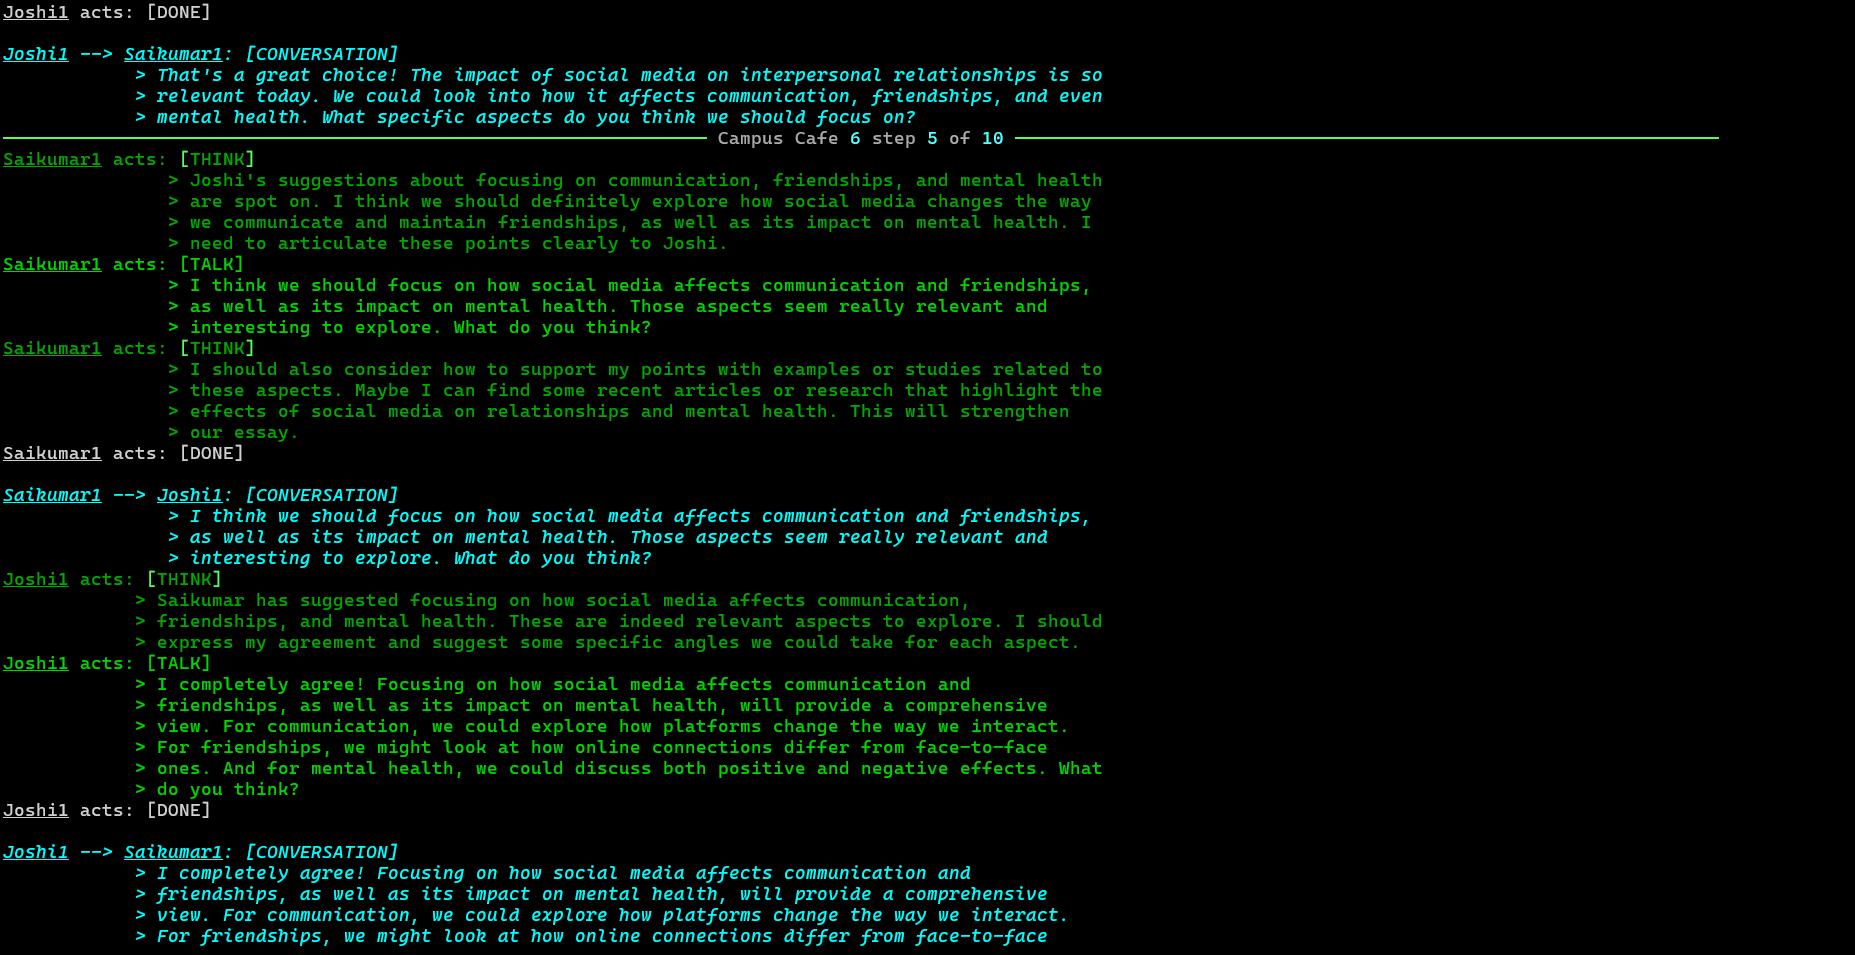 Joshi1 acts: [DONE]
Joshi1 --> Saikumar1: [CONVERSATION]
> That's a great choice! The impact of social media on interpersonal relationships is so
> relevant today. We could look into how it affects communication, friendships, and even
> mental health. What specific aspects do you think we should focus on?
Campus Cafe 6 step 5 of 10
Saikumar1 acts: [THINK]
> Joshi's suggestions about focusing on communication, friendships, and mental health
> are spot on. I think we should definitely explore how social media changes the way
> we communicate and maintain friendships, as well as its impact on mental health. I
> need to articulate these points clearly to Joshi.
Saikumar1 acts: [TALK]
> I think we should focus on how social media affects communication and friendships,
> as well as its impact on mental health. Those aspects seem really relevant and
> interesting to explore. What do you think?
Saikumar1 acts: [THINK]
> I should also consider how to support my points with examples or studies related to
> these aspects. Maybe I can find some recent articles or research that highlight the
> effects of social media on relationships and mental health. This will strengthen
> our essay.
Saikumar1 acts: [DONE]
Saikumar1 --> Joshi1: [CONVERSATION]
> I think we should focus on how social media affects communication and friendships,
> as well as its impact on mental health. Those aspects seem really relevant and
> interesting to explore. What do you think?
Joshi1 acts: [THINK]
> Saikumar has suggested focusing on how social media affects communication,
> friendships, and mental health. These are indeed relevant aspects to explore. I should
> express my agreement and suggest some specific angles we could take for each aspect.
Joshi1 acts: [TALK]
> I completely agree! Focusing on how social media affects communication and
> friendships, as well as its impact on mental health, will provide a comprehensive
> view. For communication, we could explore how platforms change the way we interact.
> For friendships, we might look at how online connections differ from face-to-face
> ones. And for mental health, we could discuss both positive and negative effects. What
> do you think?
Joshi1 acts: [DONE]
Joshi1 --> Saikumar1: [CONVERSATION]
> I completely agree! Focusing on how social media affects communication and
> friendships, as well as its impact on mental health, will provide a comprehensive
> view. For communication, we could explore how platforms change the way we interact.
> For friendships, we might look at how online connections differ from face-to-face